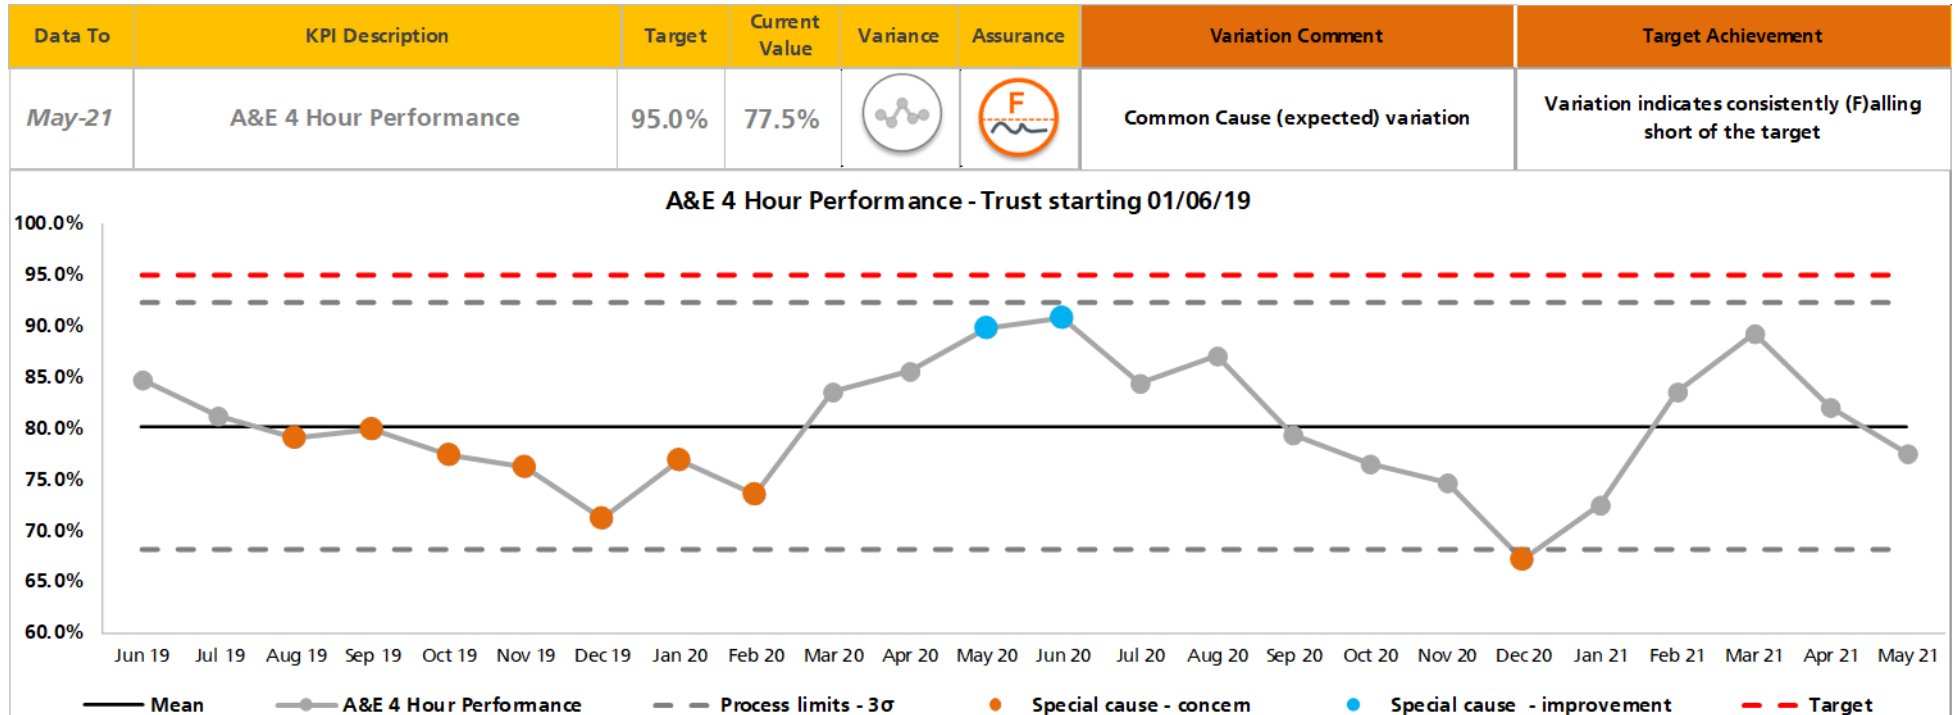 Data To KPI Description Target Current Value Variance Assurance Variation Comment Target Achievement
May-21 A&E 4 Hour Performance 95.0% 77.5% F Common Cause (expected) variation Variation indicates consistently (F)alling
short of the target
A&E 4 Hour Performance - Trust starting 01/06/19
100.0%
95.0%
90.0%
85.0%
80.0%
75.0%
70.0%
65.0%
60.0%
Jun 19 Jul 19 Aug 19 Sep 19 Oct 19 Nov 19 Dec 19 Jan 20 Feb 20 Mar 20 Apr 20 May 20 Jun 20 Jul 20 Aug 20 Sep 20 Oct 20 Nov 20 Dec 20 Jan 21 Feb 21 Mar 21 Apr 21 May 21
Mean A&E 4 Hour Performance Process limits - 3σ Special cause - concern Special cause - improvement Target